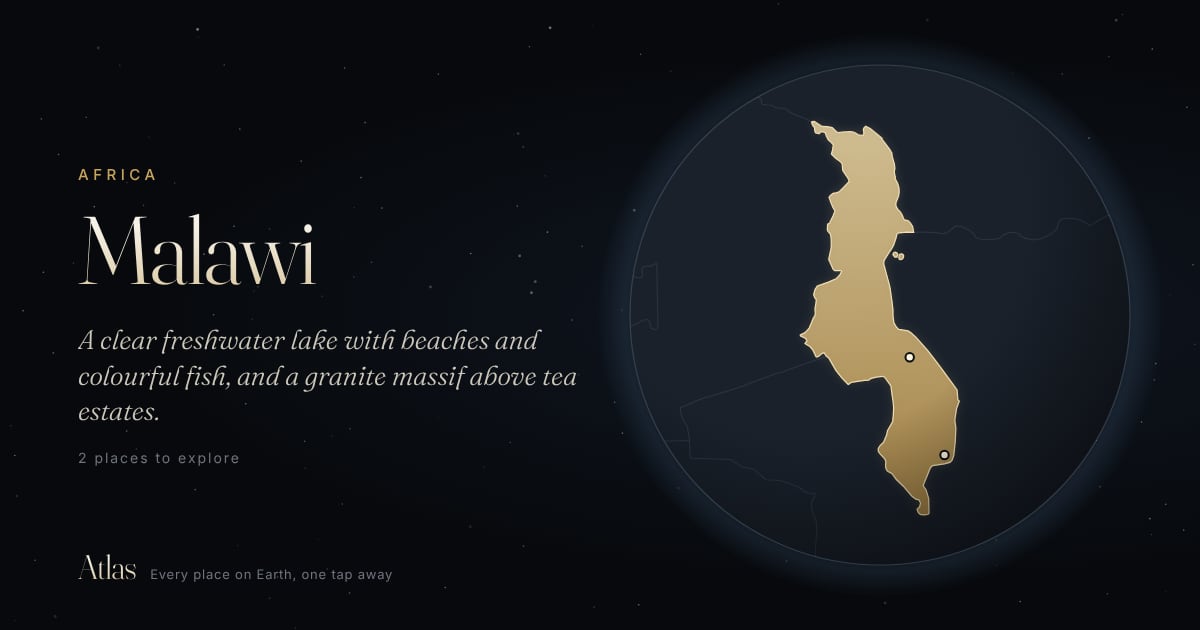 AFRICA
Malawi
A clear freshwater lake with beaches and
colourful fish, and a granite massif above tea
estates.
2 places to explore
Atlas Every place on Earth, one tap away